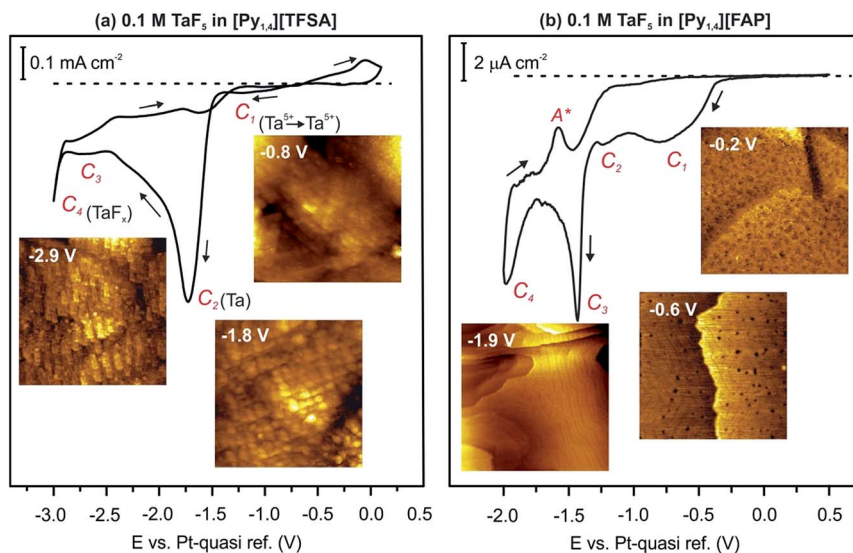 (a) 0.1 M TaF₅ in [Py₁,₄][TFSA]
0.1 mA cm⁻²
C₁ (Ta⁵⁺→Ta⁵⁺)
-0.8 V
C₃
C₄ (TaFₓ)
-2.9 V
C₂ (Ta)
-1.8 V
-3.0 -2.5 -2.0 -1.5 -1.0 -0.5 0.0 0.5
E vs. Pt-quasi ref. (V)
(b) 0.1 M TaF₅ in [Py₁,₄][FAP]
2 μA cm⁻²
A*
C₂
C₁
-0.2 V
C₄
C₃
-0.6 V
-1.9 V
-2.0 -1.5 -1.0 -0.5 0.0 0.5
E vs. Pt-quasi ref. (V)